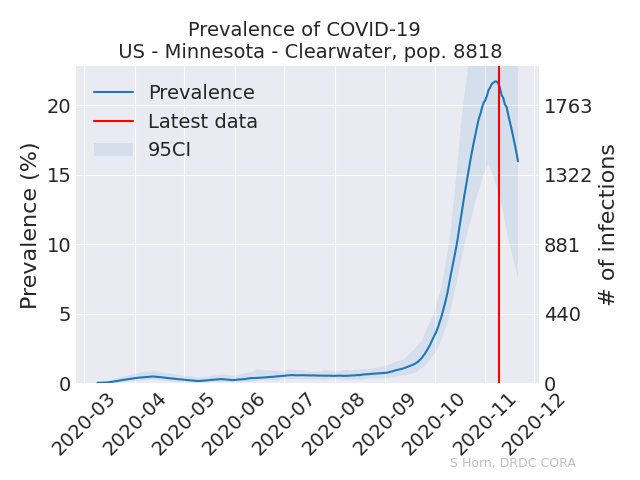 Prevalence of COVID-19
US - Minnesota - Clearwater, pop. 8818
Prevalence
Latest data
95CI
Prevalence (%)
20
15
10
5
0
1763
1322
881
440
0
# of infections
2020-03
2020-04
2020-05
2020-06
2020-07
2020-08
2020-09
2020-10
2020-11
2020-12
S Horn, DRDC CORA